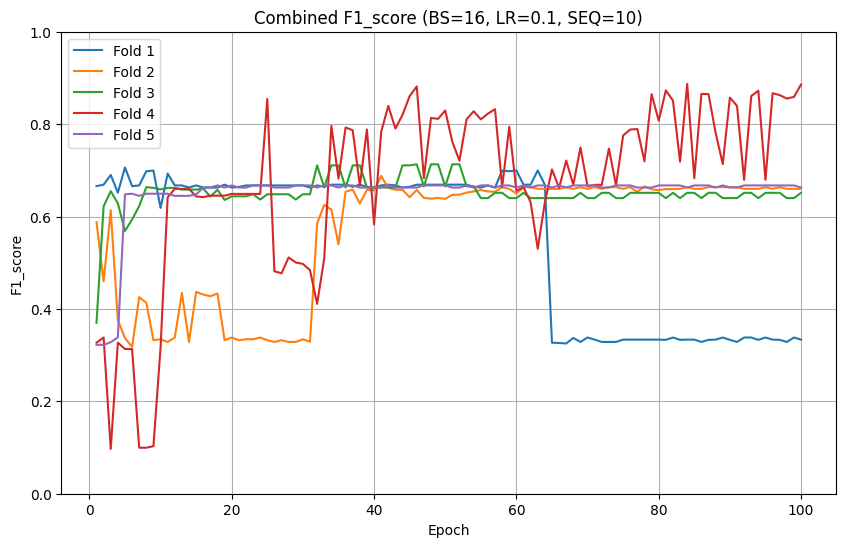 Combined F1_score (BS=16, LR=0.1, SEQ=10)
Fold 1
Fold 2
Fold 3
Fold 4
Fold 5
F1_score
1.0
0.8
0.6
0.4
0.2
0.0
0 20 40 60 80 100
Epoch